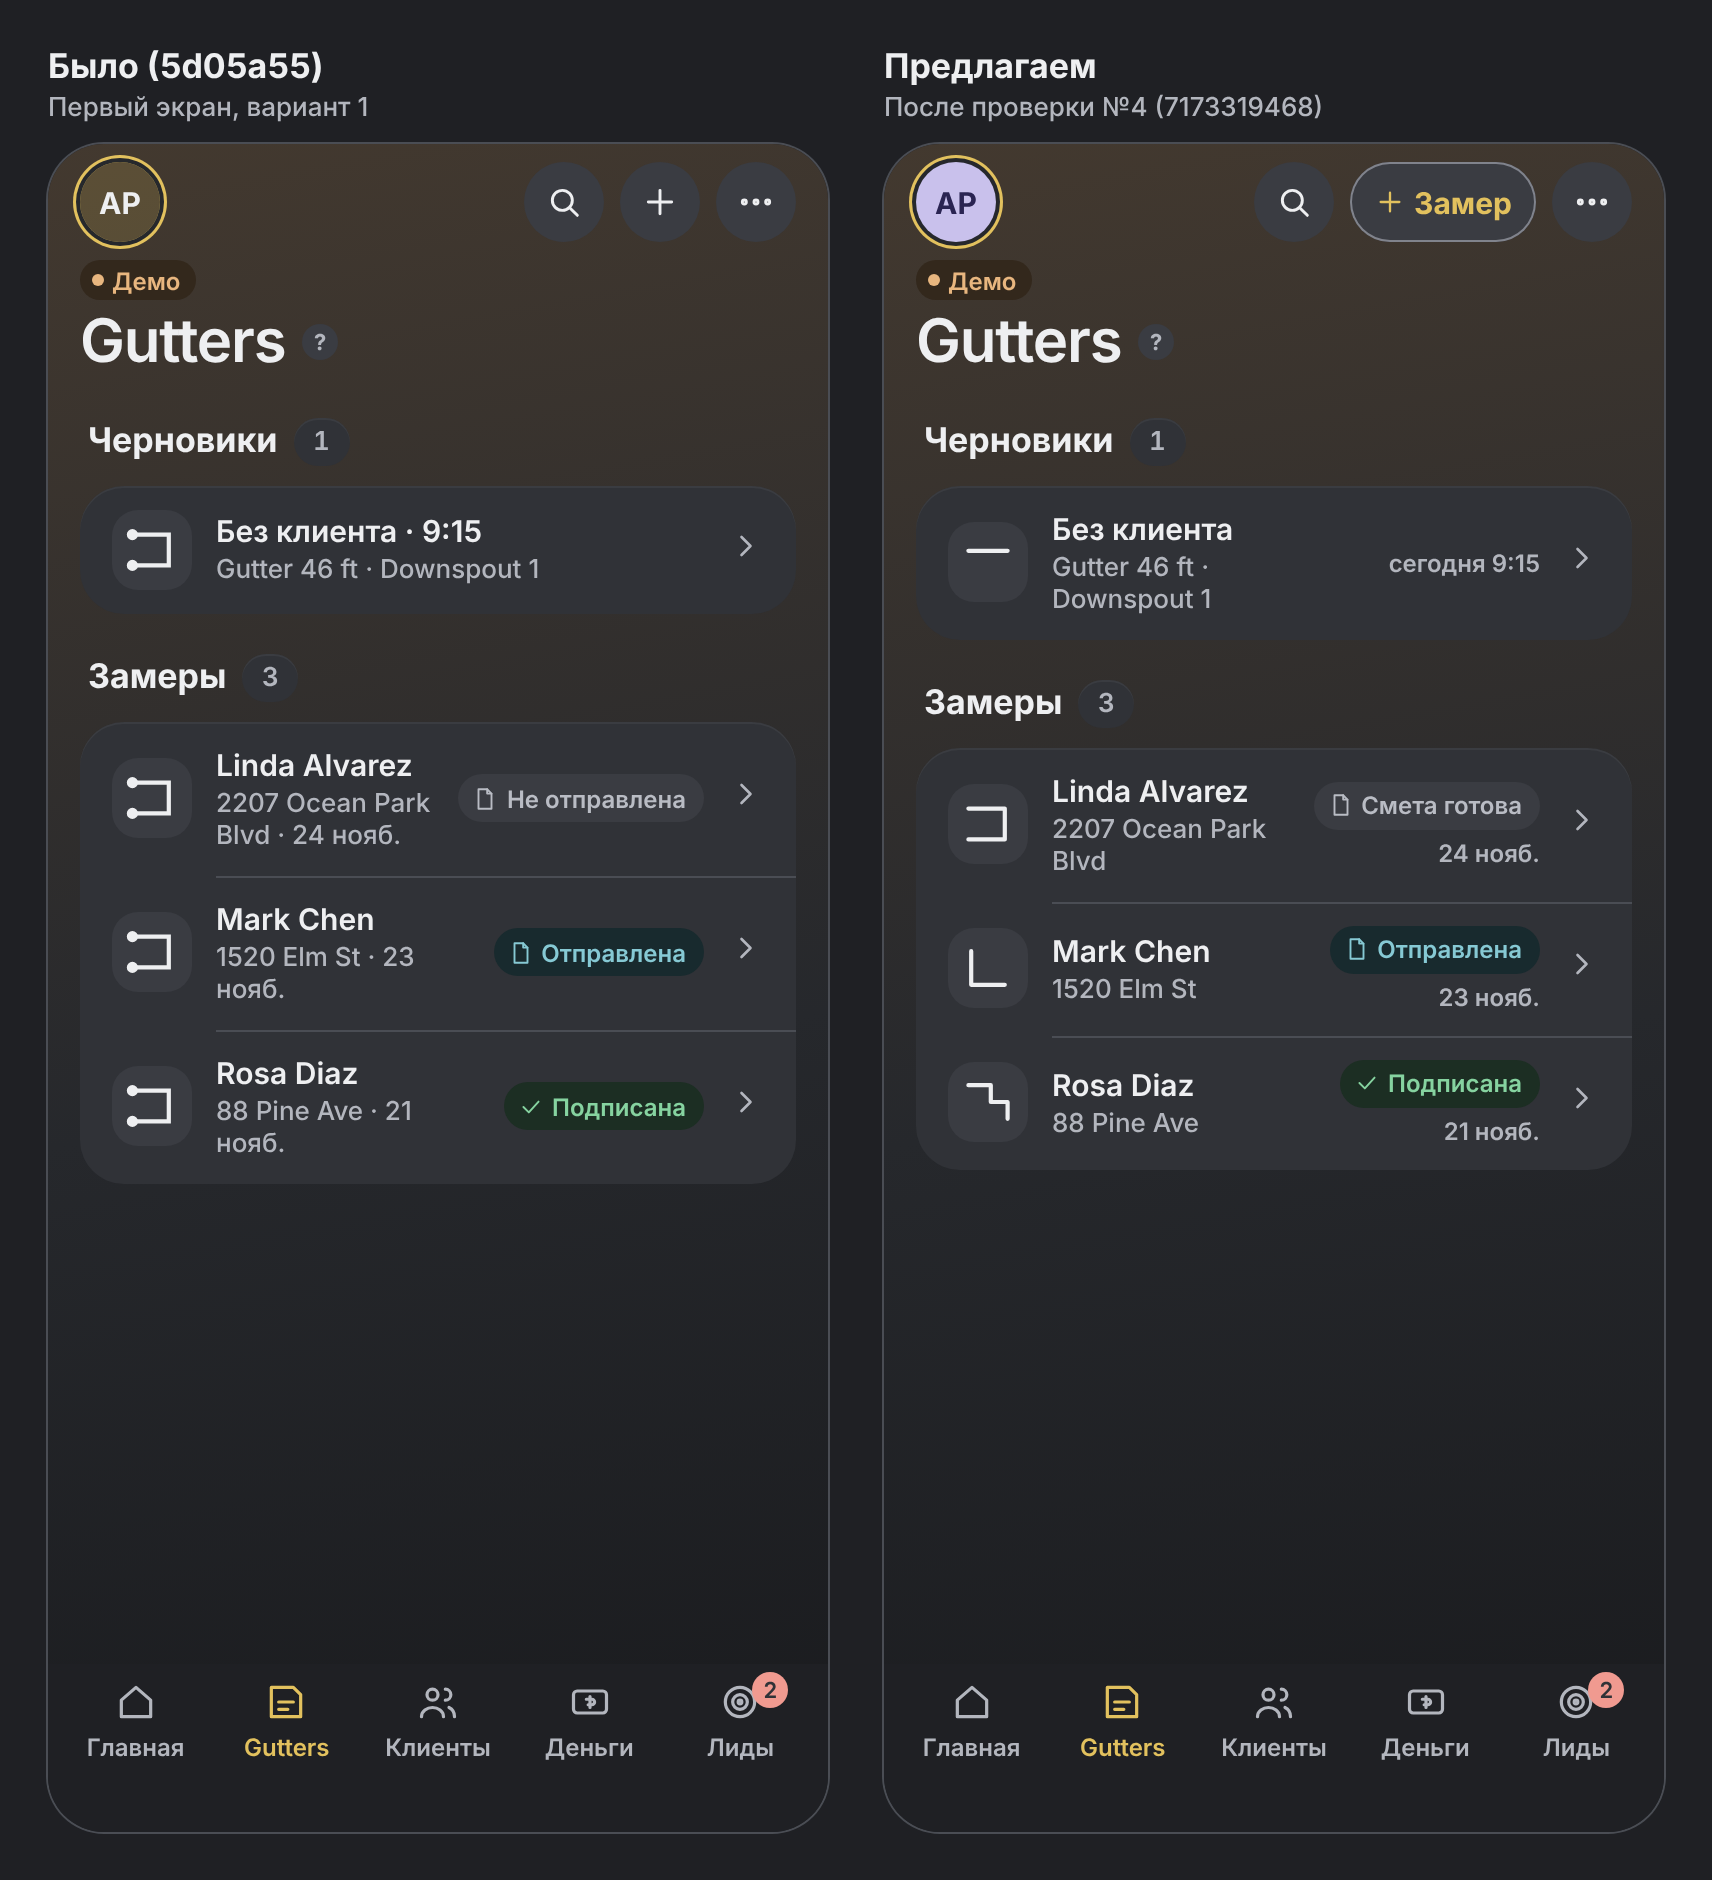 Было (5d05a55)
Первый экран, вариант 1
AP
Демо
Gutters ?
Черновики 1
Без клиента · 9:15
Gutter 46 ft · Downspout 1
Замеры 3
Linda Alvarez
2207 Ocean Park
Blvd · 24 нояб.
Не отправлена
Mark Chen
1520 Elm St · 23
нояб.
Отправлена
Rosa Diaz
88 Pine Ave · 21
нояб.
Подписана
2
Главная
Gutters
Клиенты
Деньги
Лиды
Предлагаем
После проверки №4 (7173319468)
AP
+ Замер
Демо
Gutters ?
Черновики 1
Без клиента
Gutter 46 ft ·
Downspout 1
сегодня 9:15
Замеры 3
Linda Alvarez
2207 Ocean Park
Blvd
Смета готова
24 нояб.
Mark Chen
1520 Elm St
Отправлена
23 нояб.
Rosa Diaz
88 Pine Ave
Подписана
21 нояб.
2
Главная
Gutters
Клиенты
Деньги
Лиды